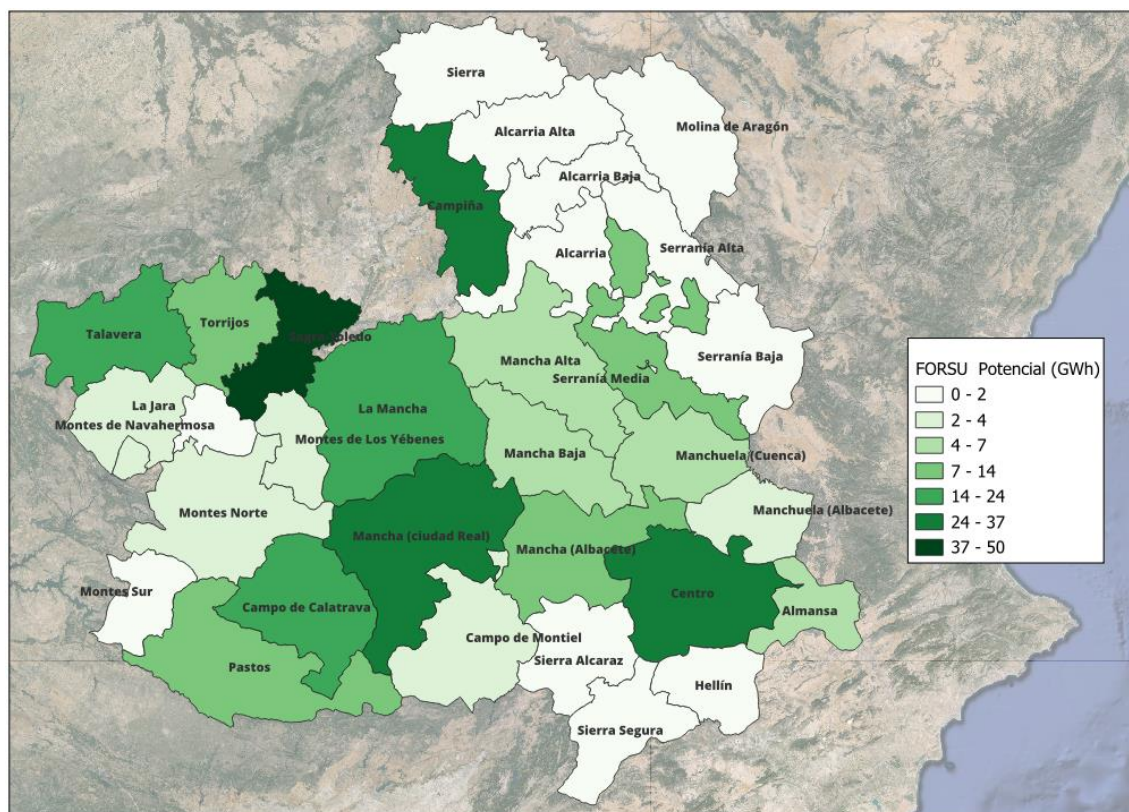 Sierra
Alcarria Alta
Molina de Aragón
Alcarria Baja
Campiña
Alcarria
Serranía Alta
Talavera
Torrijos
Toledo
Serranía Baja
Mancha Alta
Serranía Media
La Jara
Montes de Navahermosa
La Mancha
Montes de Los Yébenes
Mancha Baja
Manchuela (Cuenca)
Montes Norte
Manchuela (Albacete)
Mancha (ciudad Real)
Mancha (Albacete)
Montes Sur
Campo de Calatrava
Centro
Almansa
Pastos
Campo de Montiel
Sierra Alcaraz
Hellín
Sierra Segura
FORSU Potencial (GWh)
0 - 2
2 - 4
4 - 7
7 - 14
14 - 24
24 - 37
37 - 50